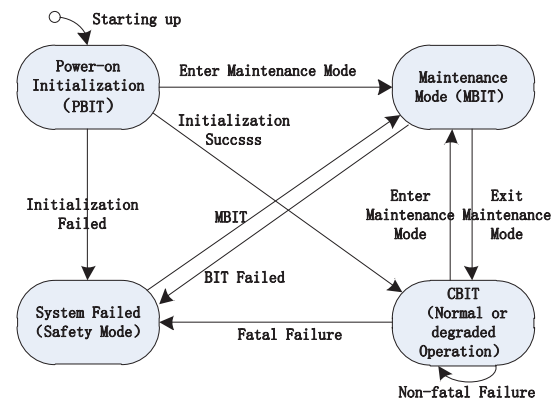 Starting up
Power-on
Initialization
(PBIT)
Enter Maintenance Mode
Maintenance
Mode (MBIT)
Initialization
Succsss
Initialization
Failed
MBIT
BIT Failed
Enter
Maintenance
Mode
Exit
Maintenance
Mode
System Failed
(Safety Mode)
Fatal Failure
CBIT
(Normal or
degraded
Operation)
Non-fatal Failure